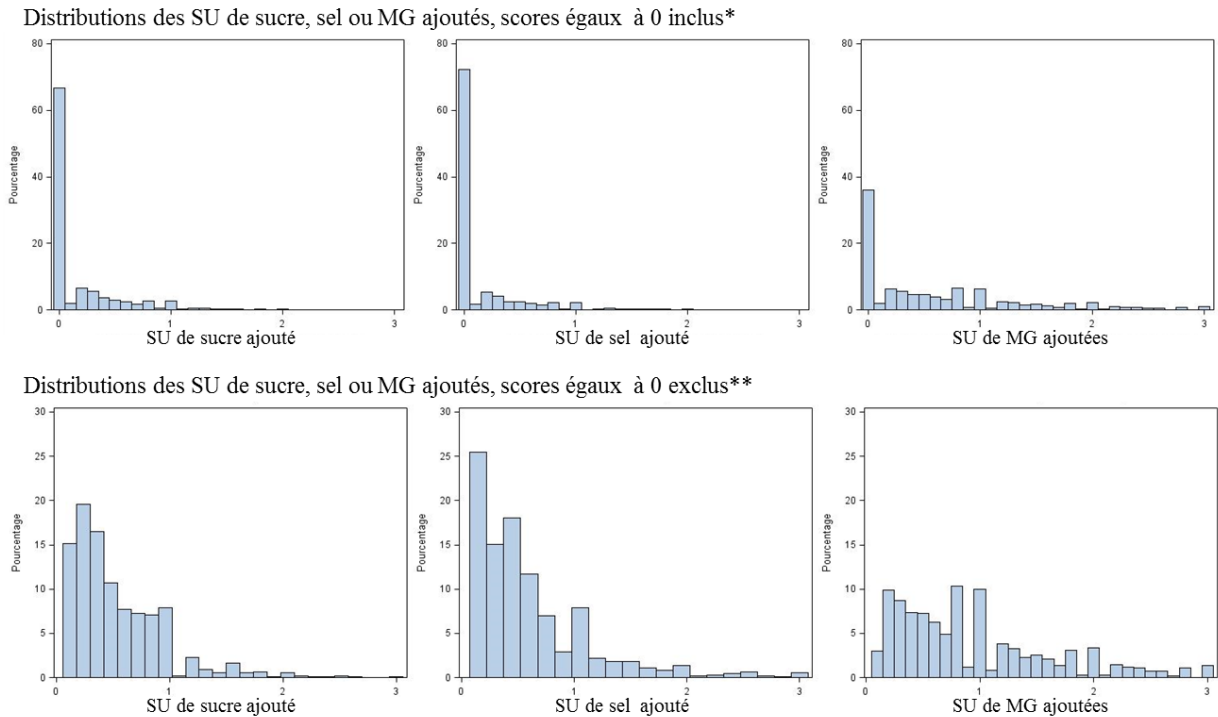 Distributions des SU de sucre, sel ou MG ajoutés, scores égaux à 0 inclus*
80
60
40
20
0
Pourcentage
0 1 2 3
SU de sucre ajouté
80
60
40
20
0
Pourcentage
0 1 2 3
SU de sel ajouté
80
60
40
20
0
Pourcentage
0 1 2 3
SU de MG ajoutées
Distributions des SU de sucre, sel ou MG ajoutés, scores égaux à 0 exclus**
30
25
20
15
10
5
0
Pourcentage
0 1 2 3
SU de sucre ajouté
30
25
20
15
10
5
0
Pourcentage
0 1 2 3
SU de sel ajouté
30
25
20
15
10
5
0
Pourcentage
0 1 2 3
SU de MG ajoutées